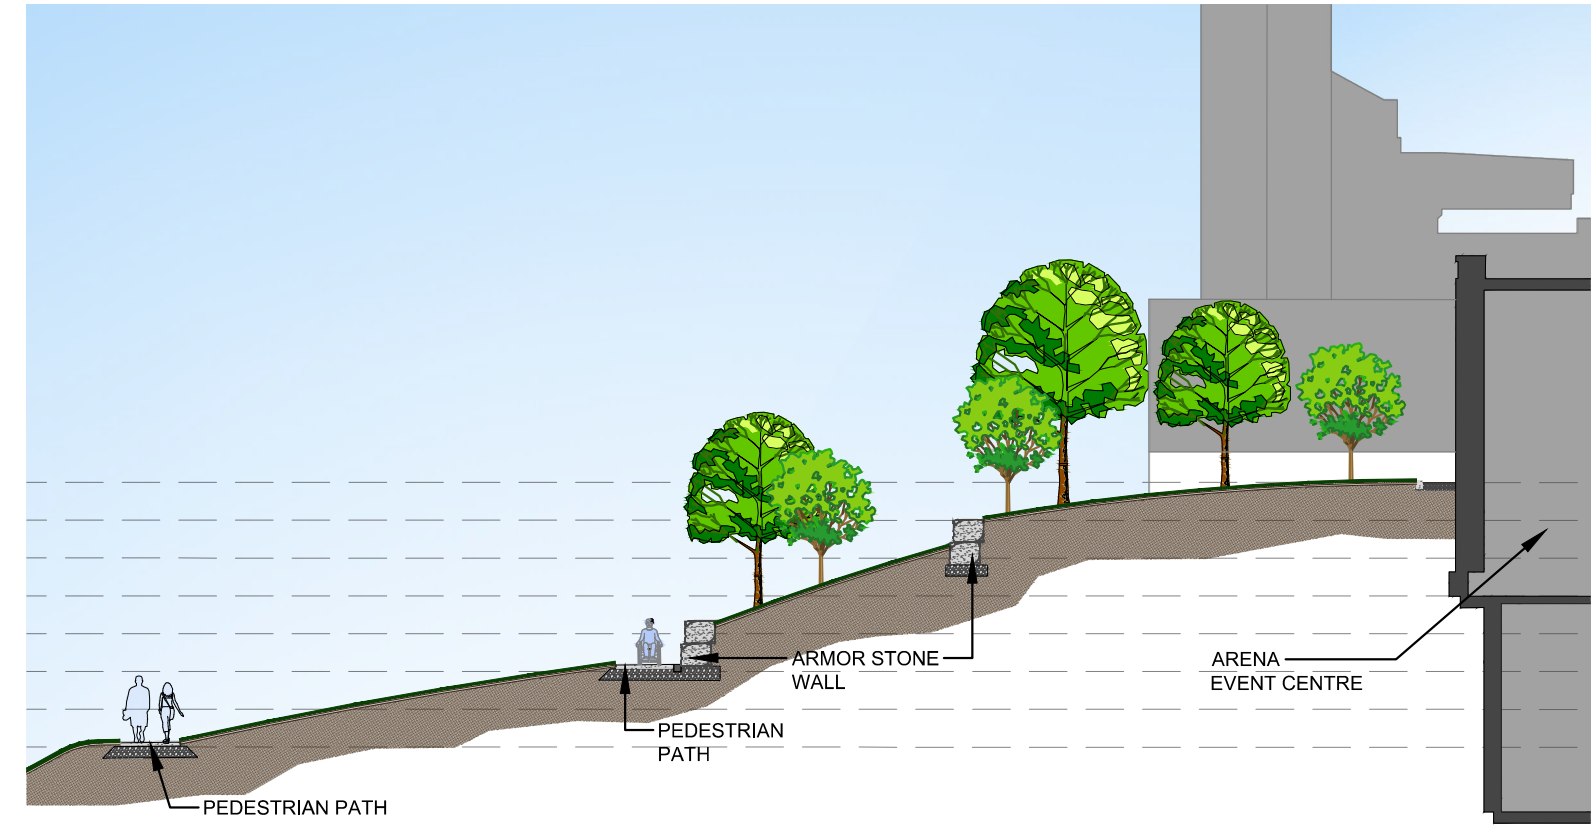 ARMOR STONE
WALL
ARENA
EVENT CENTRE
PEDESTRIAN
PATH
PEDESTRIAN PATH